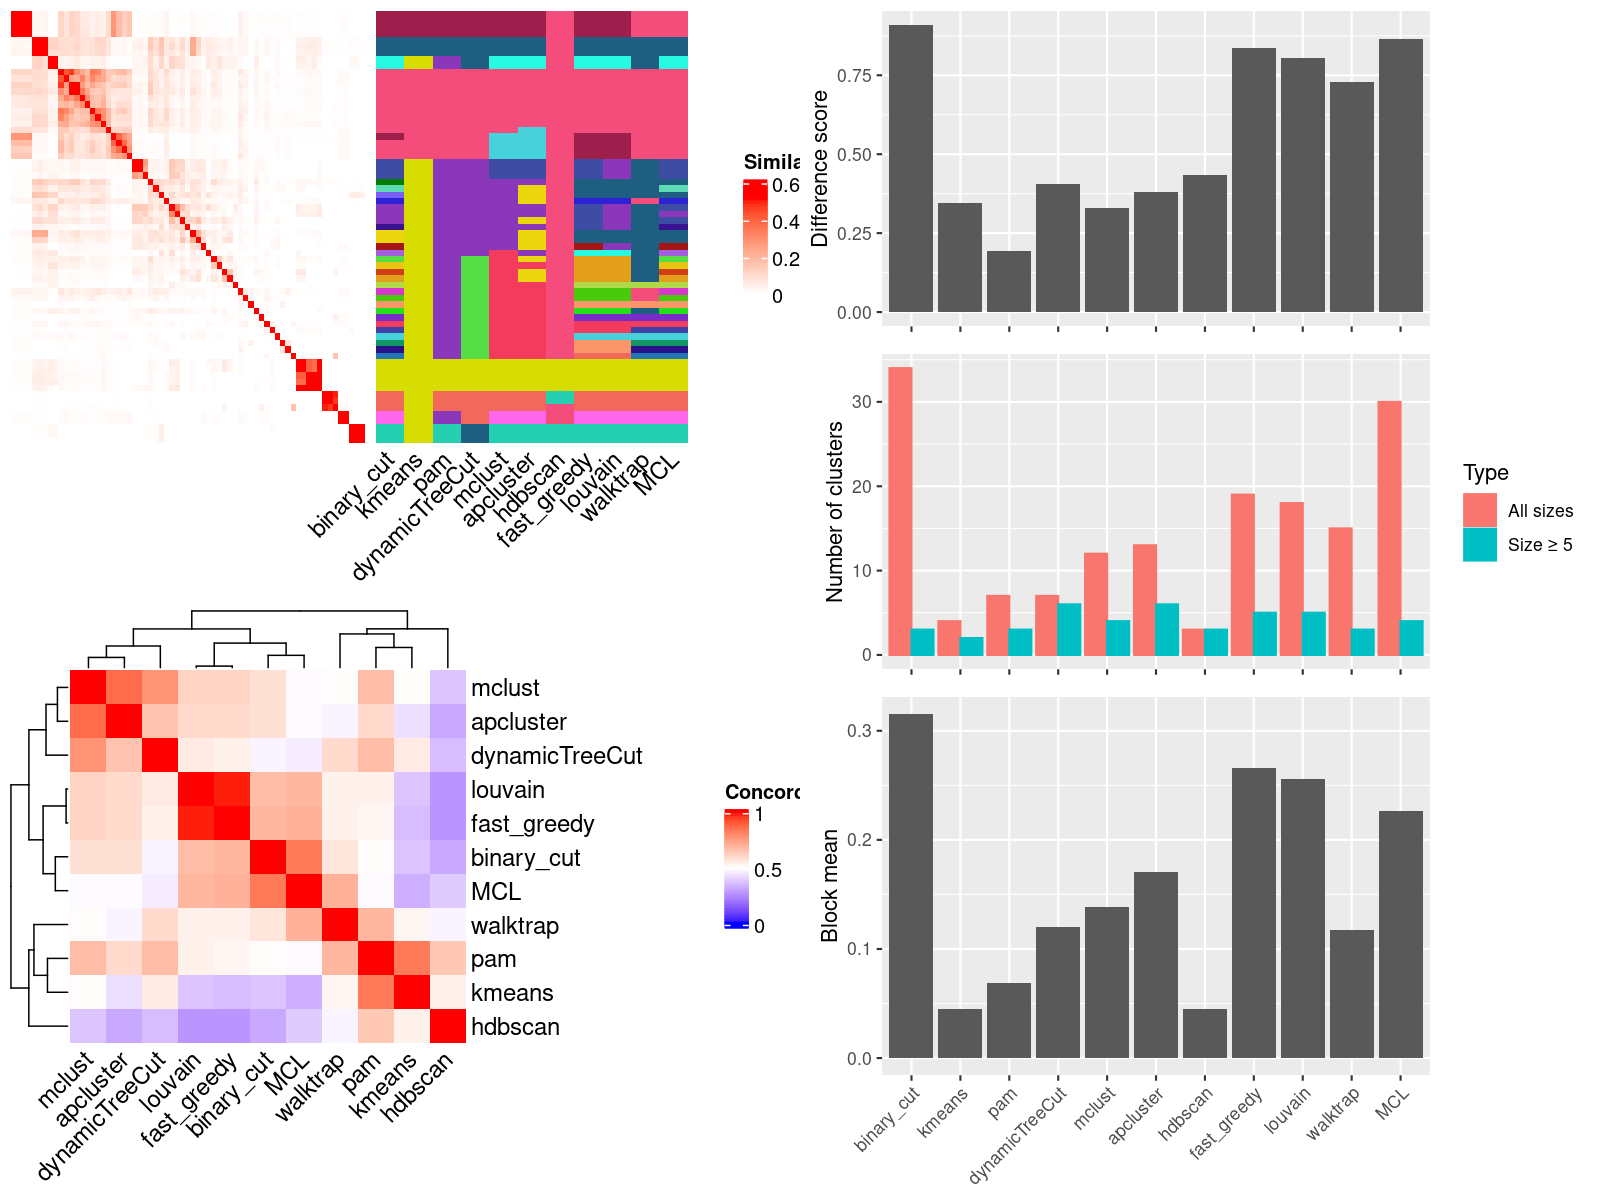 Simila
0.6
0.4
0.2
0
binary_cut
kmeans
pam
dynamicTreeCut
mclust
apcluster
hdbscan
fast_greedy
louvain
walktrap
MCL
mclust
apcluster
dynamicTreeCut
louvain
fast_greedy
binary_cut
MCL
walktrap
pam
kmeans
hdbscan
mclust
apcluster
dynamicTreeCut
louvain
fast_greedy
binary_cut
MCL
walktrap
pam
kmeans
hdbscan
Concord
1
0.5
0
Difference score
0.75
0.50
0.25
0.00
Number of clusters
30
20
10
0
Type
All sizes
Size ≥ 5
Block mean
0.3
0.2
0.1
0.0
binary_cut
kmeans
pam
dynamicTreeCut
mclust
apcluster
hdbscan
fast_greedy
louvain
walktrap
MCL